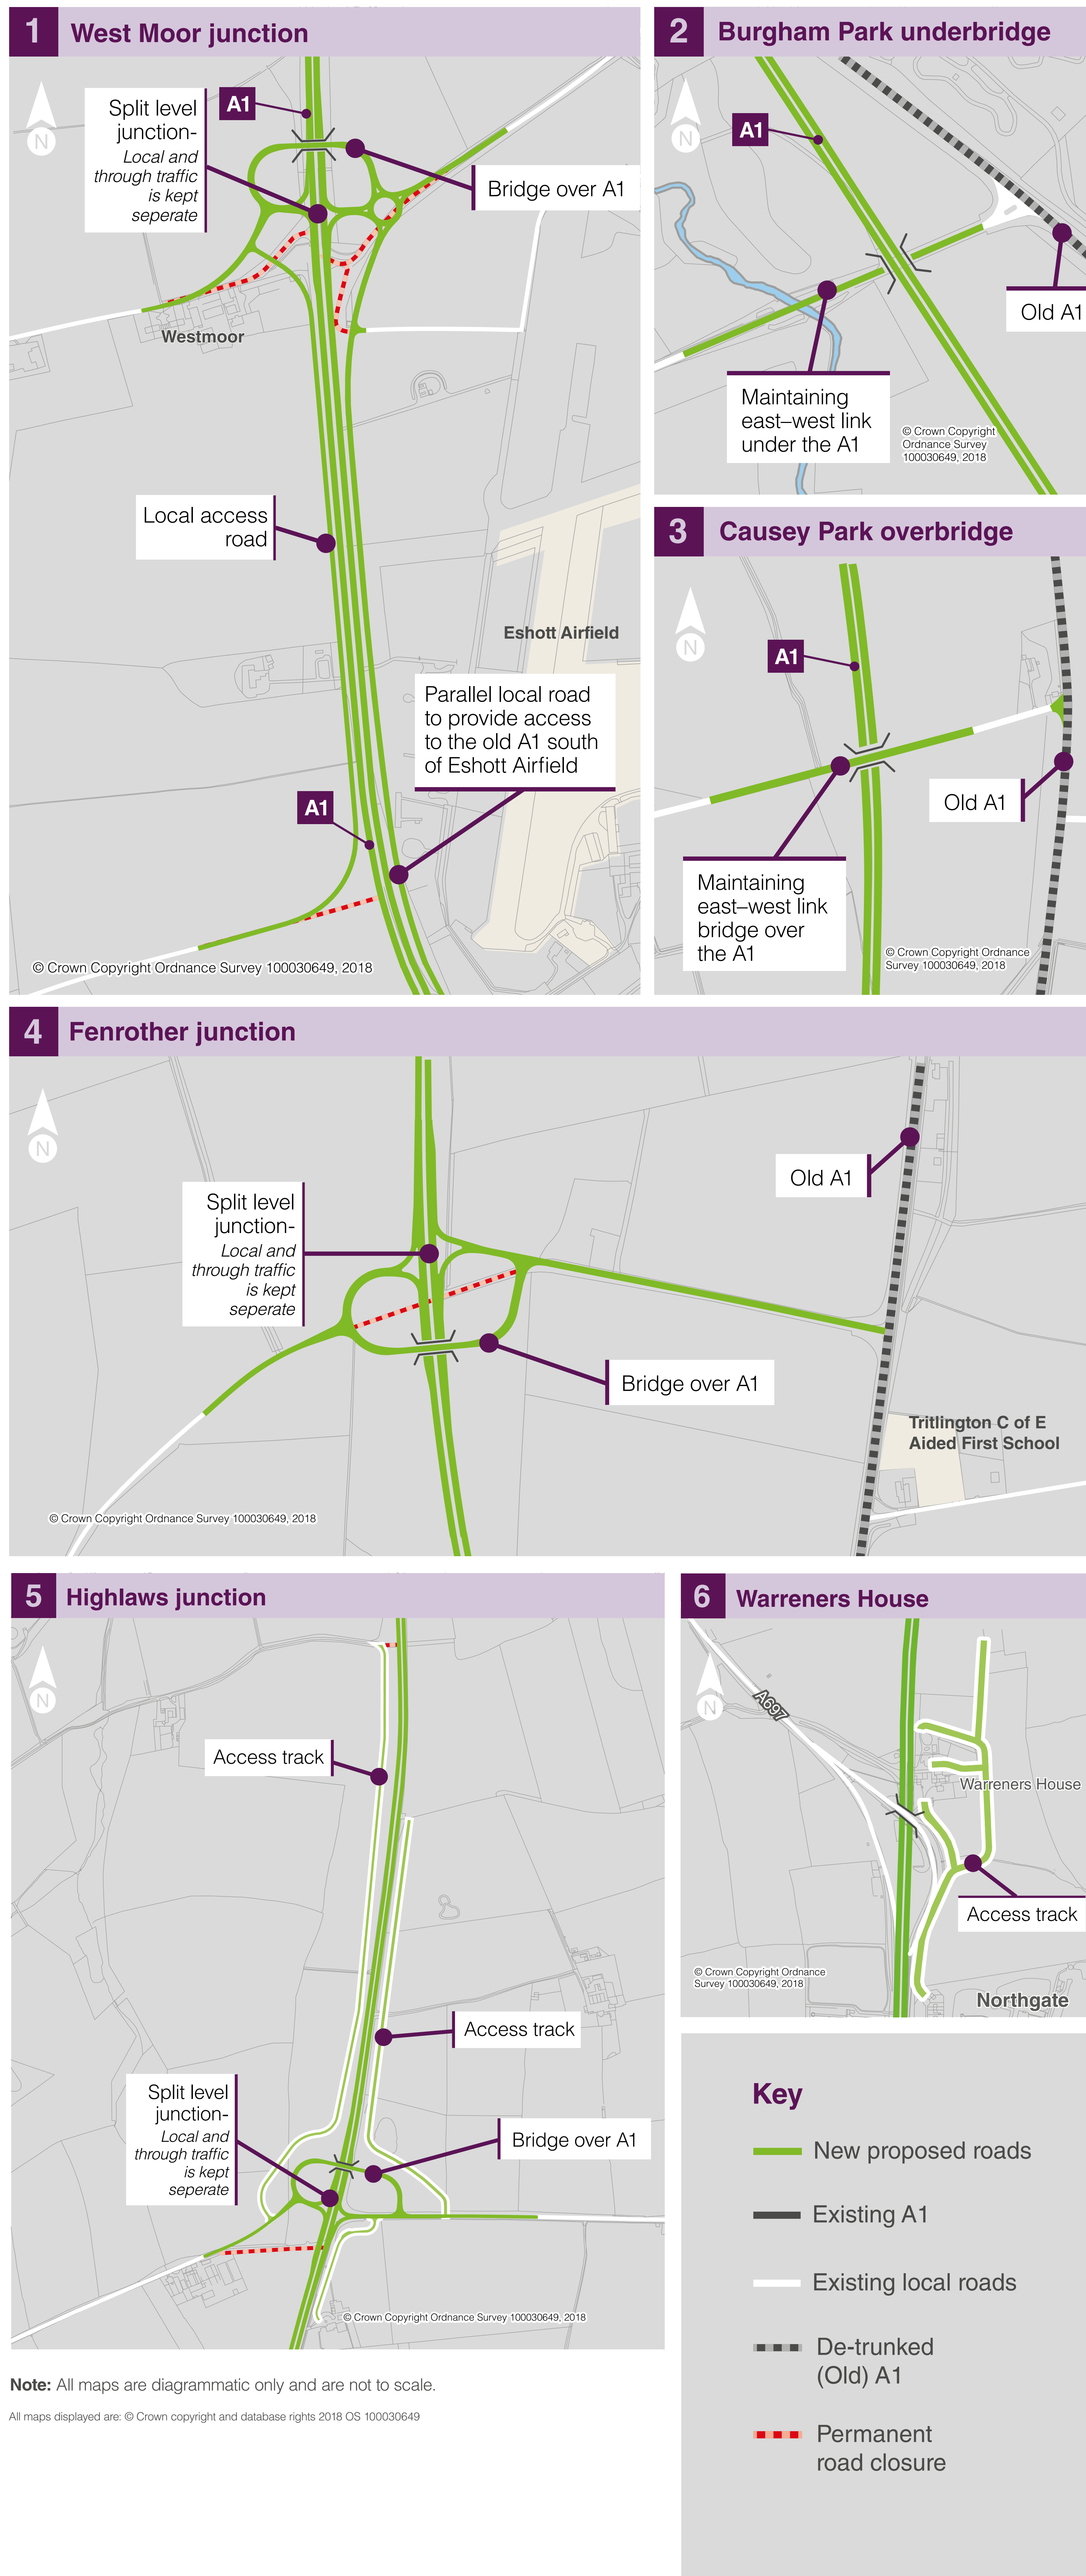 1 West Moor junction
N
Split level
junction-
Local and
through traffic
is kept
seperate
A1
Bridge over A1
Westmoor
Local access
road
Eshott Airfield
Parallel local road
to provide access
to the old A1 south
of Eshott Airfield
A1
© Crown Copyright Ordnance Survey 100030649, 2018
2 Burgham Park underbridge
N
A1
Old A1
Maintaining
east–west link
under the A1
© Crown Copyright
Ordnance Survey
100030649, 2018
3 Causey Park overbridge
N
A1
Old A1
Maintaining
east–west link
bridge over
the A1
© Crown Copyright Ordnance
Survey 100030649, 2018
4 Fenrother junction
N
Old A1
Split level
junction-
Local and
through traffic
is kept
seperate
Bridge over A1
Tritlington C of E
Aided First School
© Crown Copyright Ordnance Survey 100030649, 2018
5 Highlaws junction
N
Access track
Access track
Split level
junction-
Local and
through traffic
is kept
seperate
Bridge over A1
© Crown Copyright Ordnance Survey 100030649, 2018
6 Warreners House
N
A697
Warreners House
Access track
© Crown Copyright Ordnance
Survey 100030649, 2018
Northgate
Key
New proposed roads
Existing A1
Existing local roads
De-trunked
(Old) A1
Permanent
road closure
Note: All maps are diagrammatic only and are not to scale.
All maps displayed are: © Crown copyright and database rights 2018 OS 100030649